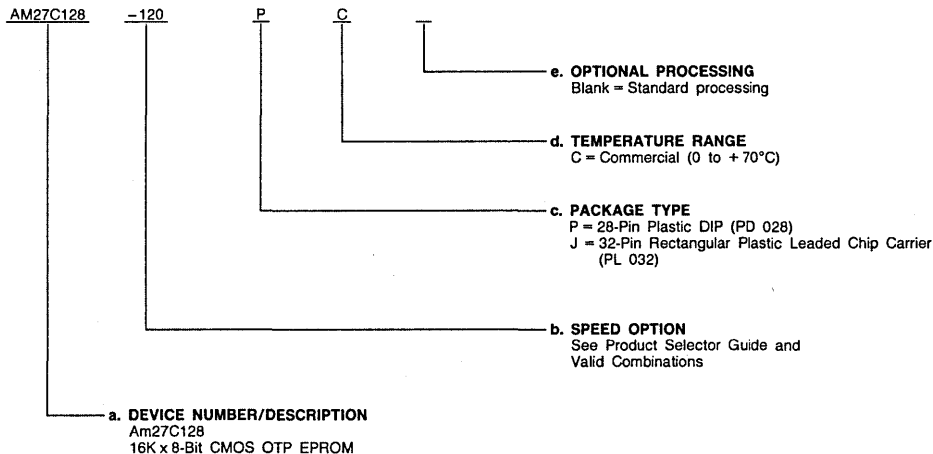 AM27C128 -120 P C
e. OPTIONAL PROCESSING
Blank = Standard processing
d. TEMPERATURE RANGE
C = Commercial (0 to +70°C)
c. PACKAGE TYPE
P = 28-Pin Plastic DIP (PD 028)
J = 32-Pin Rectangular Plastic Leaded Chip Carrier
(PL 032)
b. SPEED OPTION
See Product Selector Guide and
Valid Combinations
a. DEVICE NUMBER/DESCRIPTION
Am27C128
16K x 8-Bit CMOS OTP EPROM